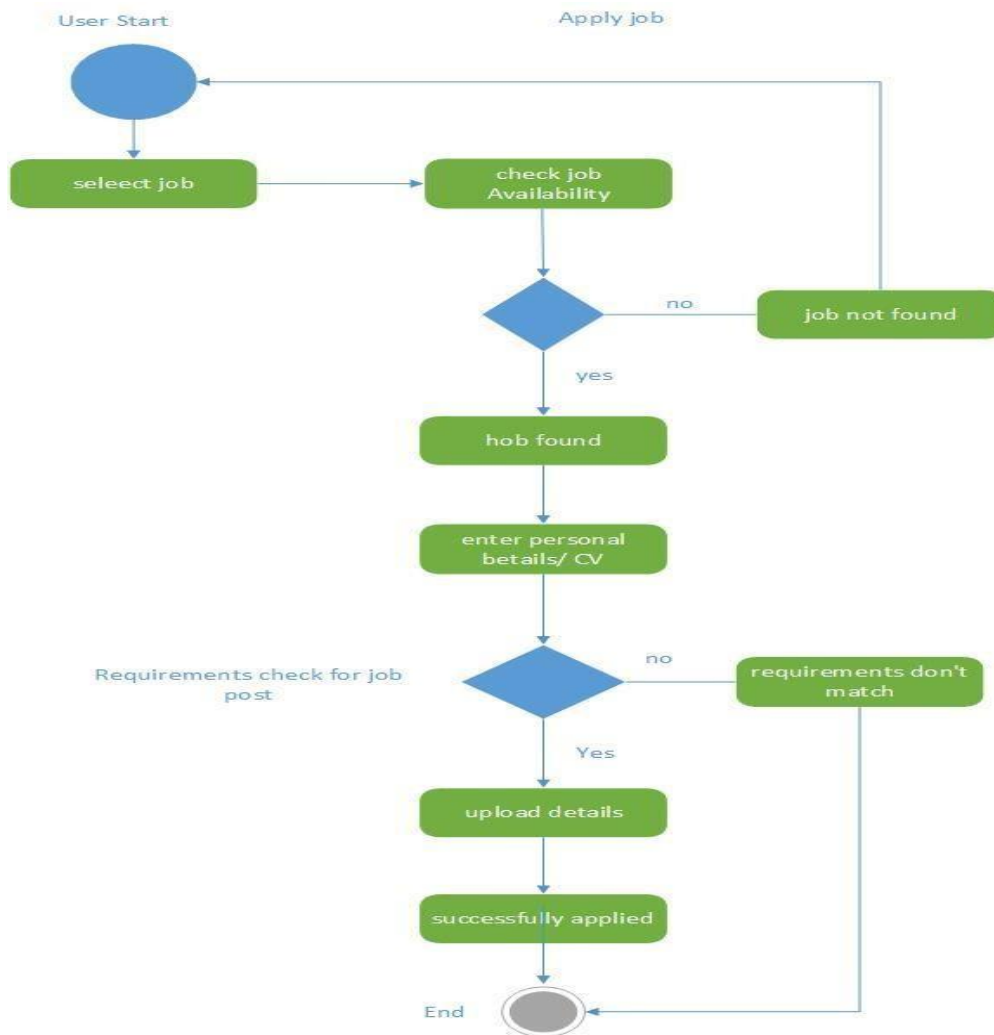 User Start
Apply job
seleect job
check job
Availability
no
job not found
yes
hob found
enter personal
betails/ CV
Requirements check for job
post
no
requirements don't
match
Yes
upload details
successfully applied
End